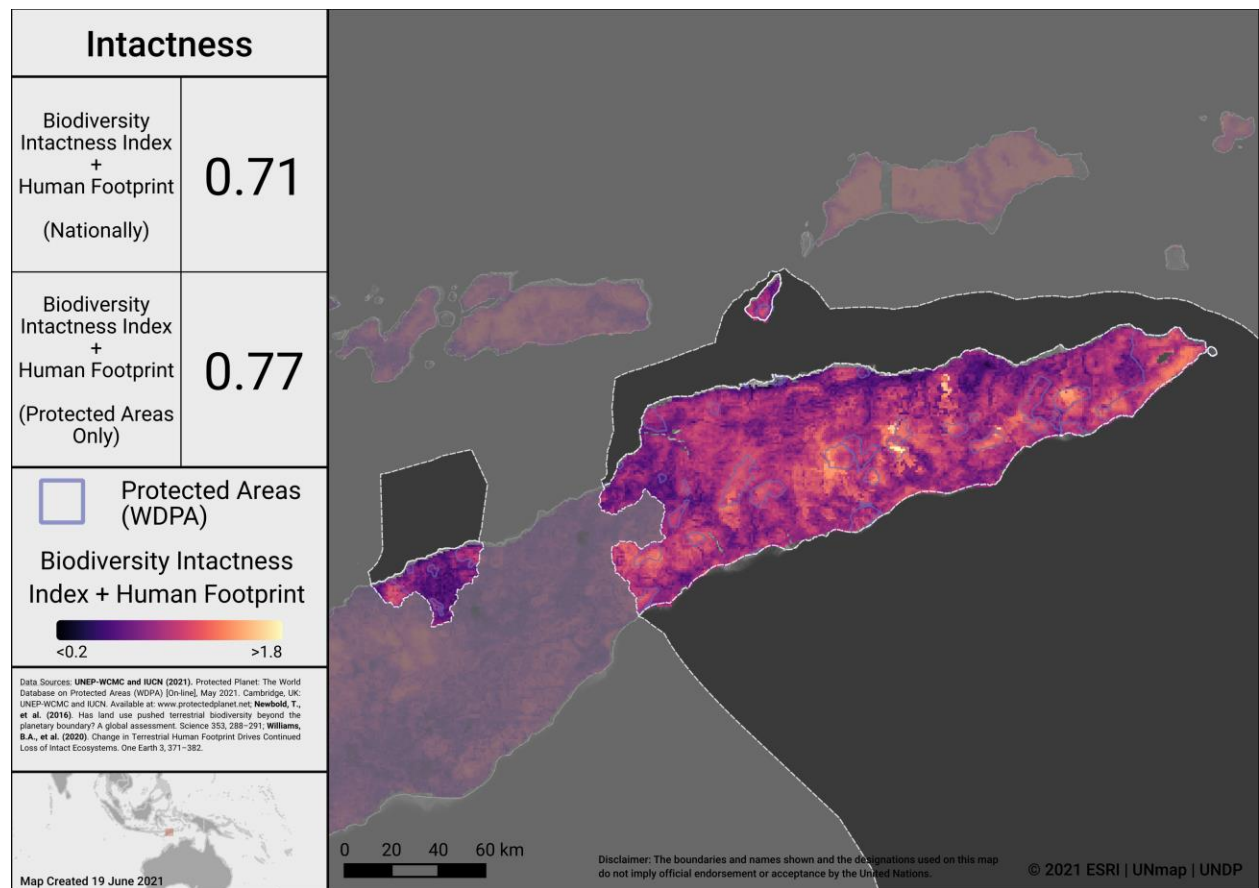 Intactness
Biodiversity
Intactness Index
+
Human Footprint
(Nationally)
0.71
Biodiversity
Intactness Index
+
Human Footprint
(Protected Areas
Only)
0.77
Protected Areas
(WDPA)
Biodiversity Intactness
Index + Human Footprint
<0.2 >1.8
Data Sources: UNEP-WCMC and IUCN (2021). Protected Planet: The World
Database on Protected Areas (WDPA) [On-line], May 2021. Cambridge, UK:
UNEP-WCMC and IUCN. Available at: www.protectedplanet.net; Newbold, T.,
et al. (2016). Has land use pushed terrestrial biodiversity beyond the
planetary boundary? A global assessment. Science 353, 288–291; Williams,
B.A., et al. (2020). Change in Terrestrial Human Footprint Drives Continued
Loss of Intact Ecosystems. One Earth 3, 371–382.
Map Created 19 June 2021
0 20 40 60 km
Disclaimer: The boundaries and names shown and the designations used on this map
do not imply official endorsement or acceptance by the United Nations.
© 2021 ESRI | UNmap | UNDP